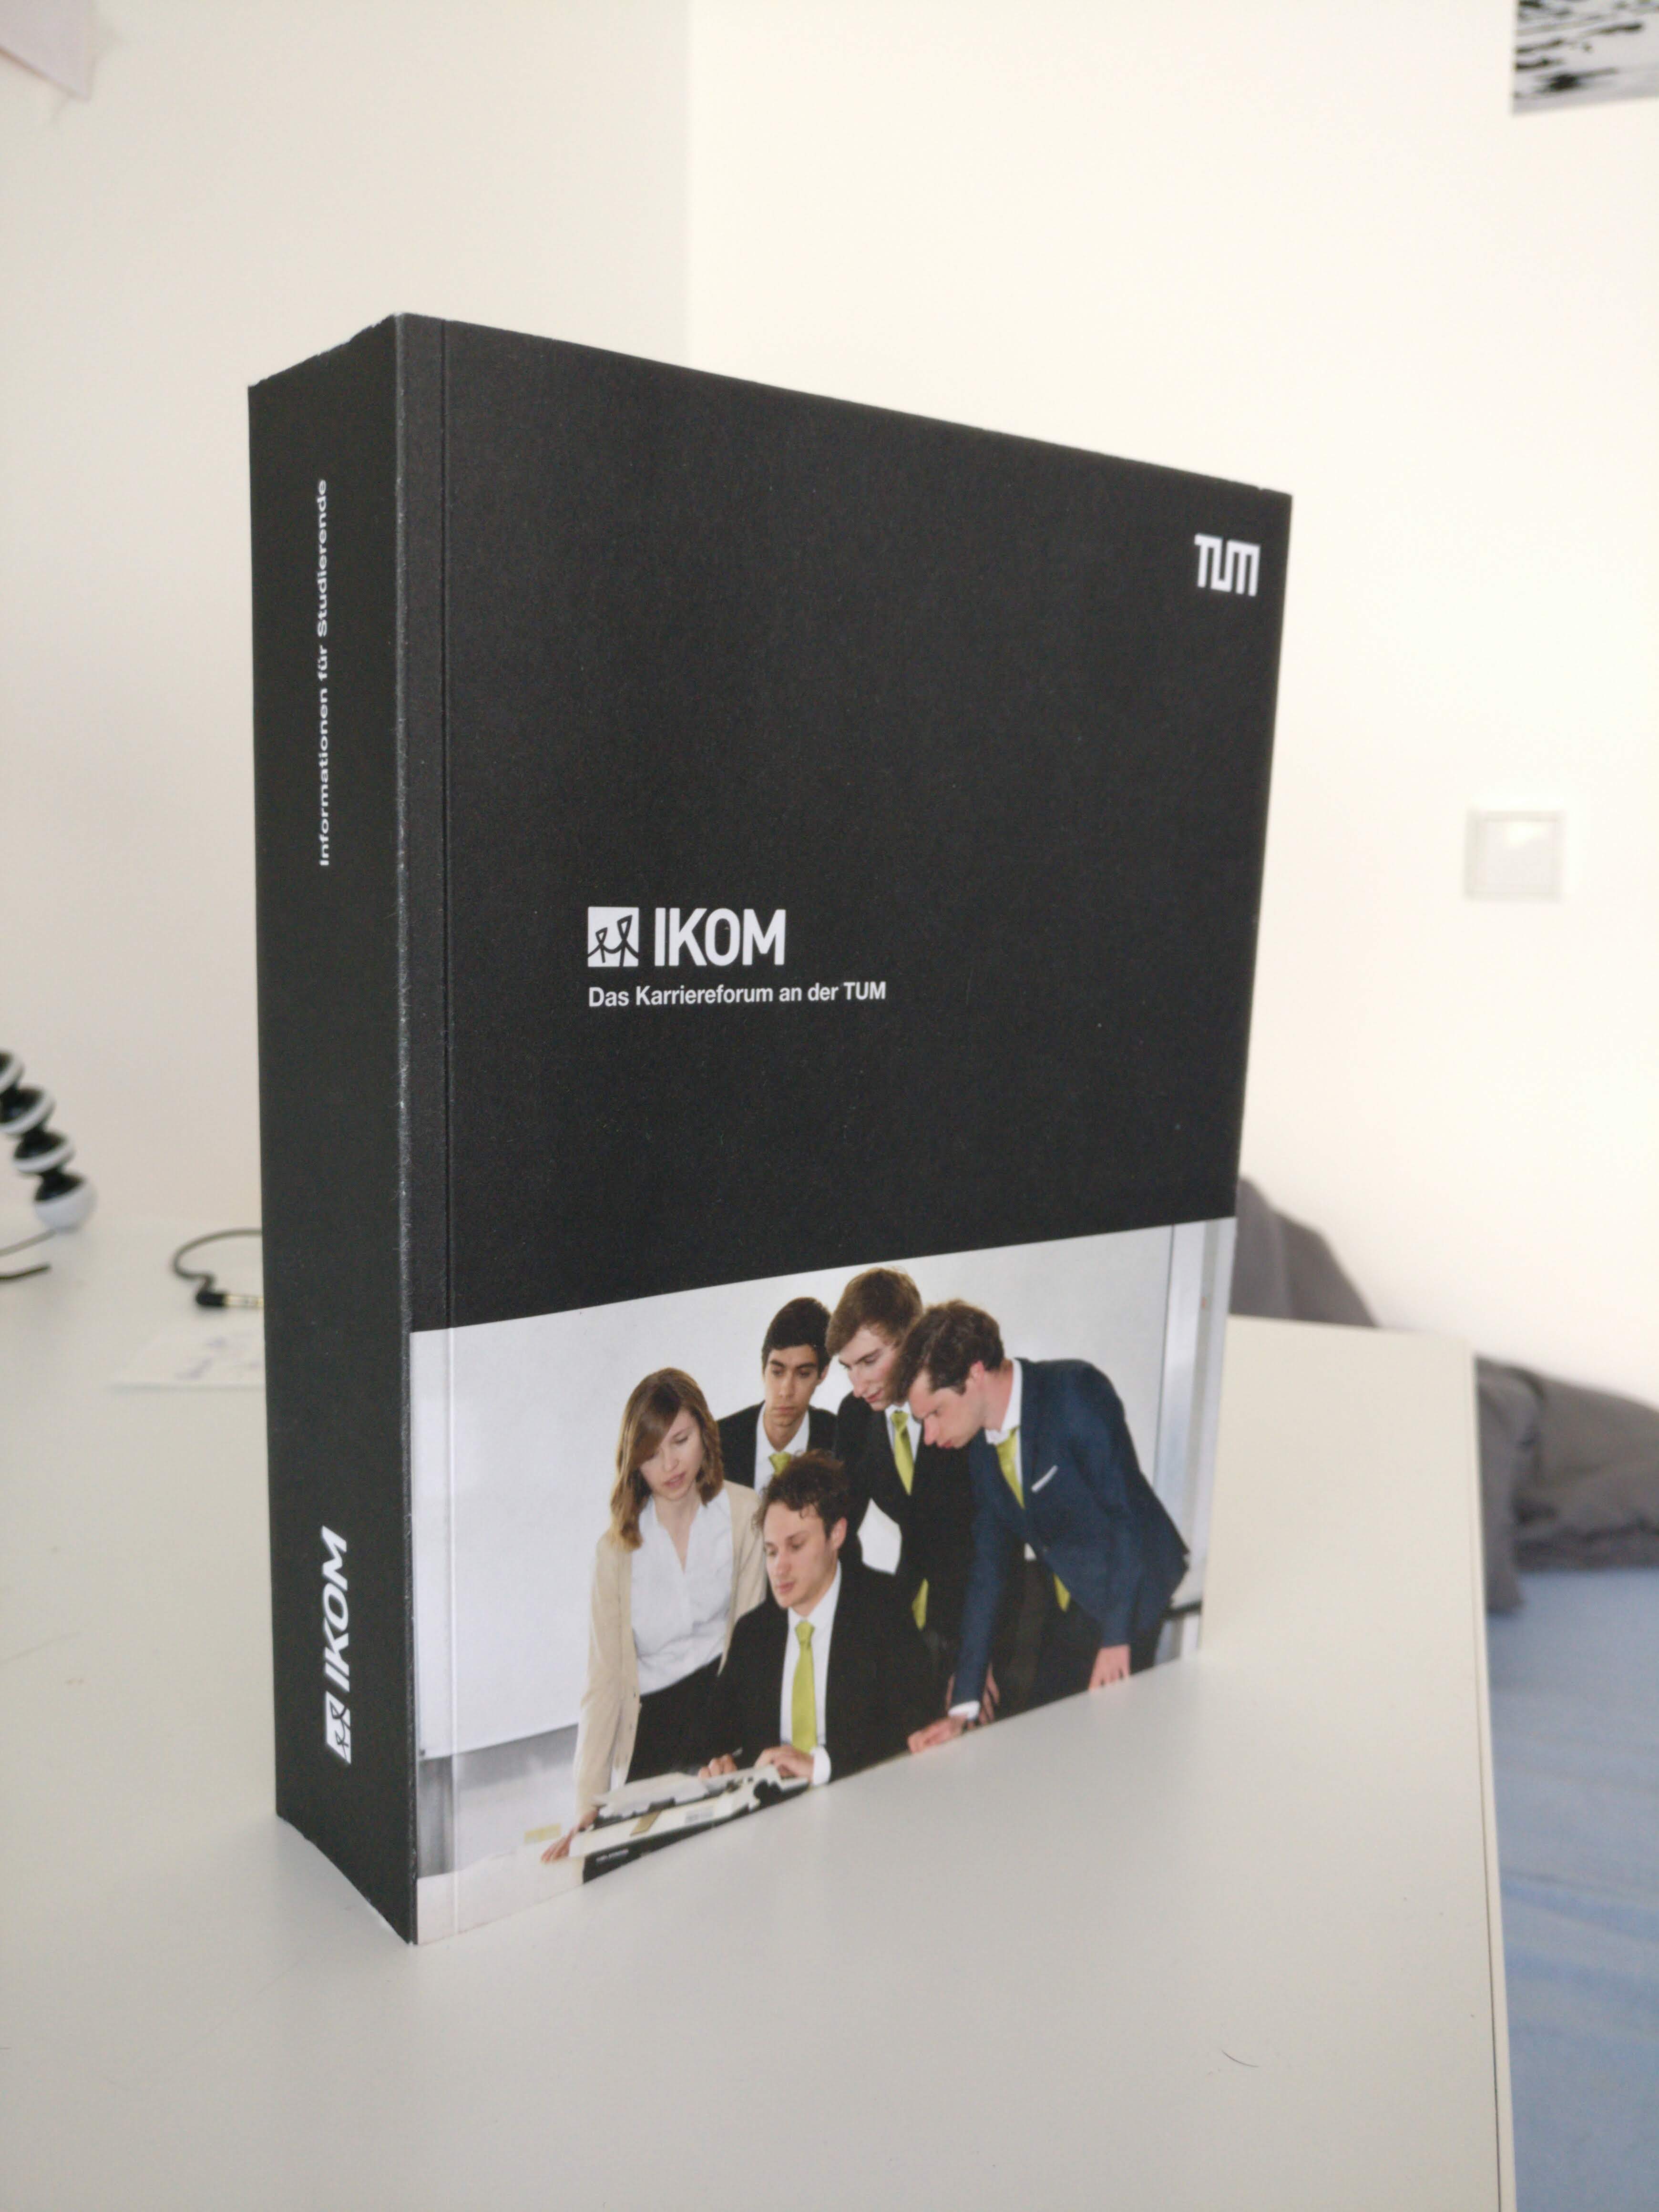 Informationen für Studierende
IKOM
TUM
IKOM
Das Karriereforum an der TUM